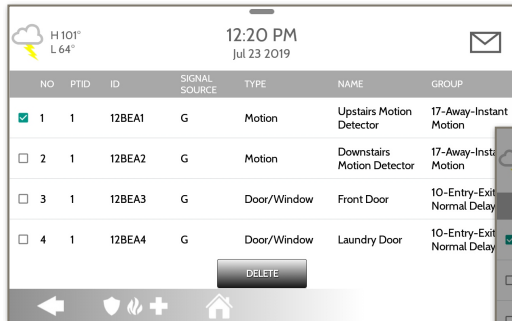 H 101°
L 64°
12:20 PM
Jul 23 2019
NO PTID ID SIGNAL SOURCE TYPE NAME GROUP
1 1 12BEA1 G Motion Upstairs Motion Detector 17-Away-Instant Motion
2 1 12BEA2 G Motion Downstairs Motion Detector 17-Away-Insta Motion
3 1 12BEA3 G Door/Window Front Door 10-Entry-Exit Normal Delay
4 1 12BEA4 G Door/Window Laundry Door 10-Entry-Exit Normal Delay
DELETE